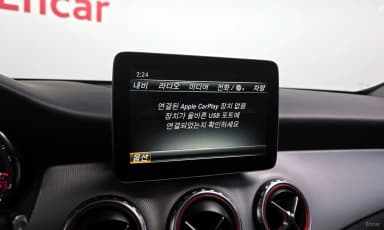 Encar
2:24
내비 라디오 미디어 전화/ 차량
연결된 Apple CarPlay 장치 없음
장치가 올바른 USB 포트에
연결되었는지 확인하세요
옵션